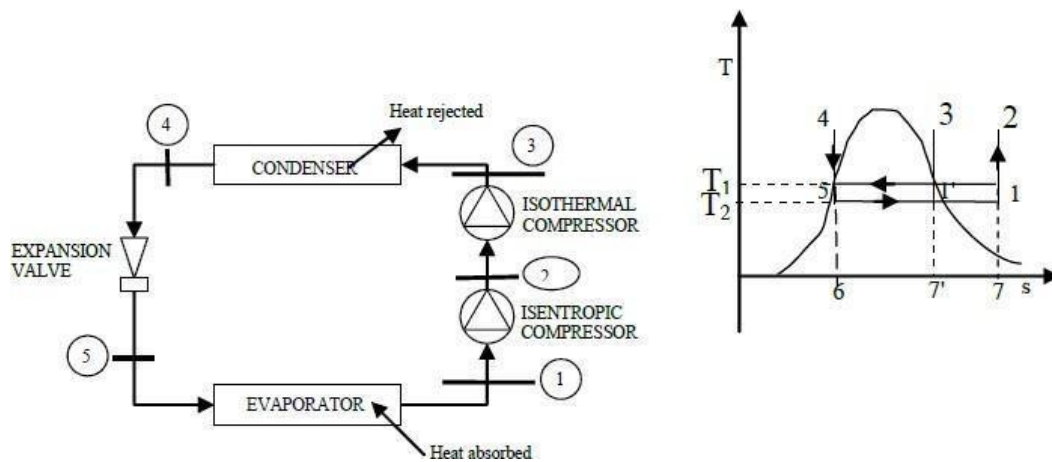 Heat rejected
4
CONDENSER
3
ISOTHERMAL
COMPRESSOR
EXPANSION
VALVE
2
ISENTROPIC
COMPRESSOR
5
1
EVAPORATOR
Heat absorbed
T
4
3
2
T₁
5
1'
1
T₂
6
7'
7
s